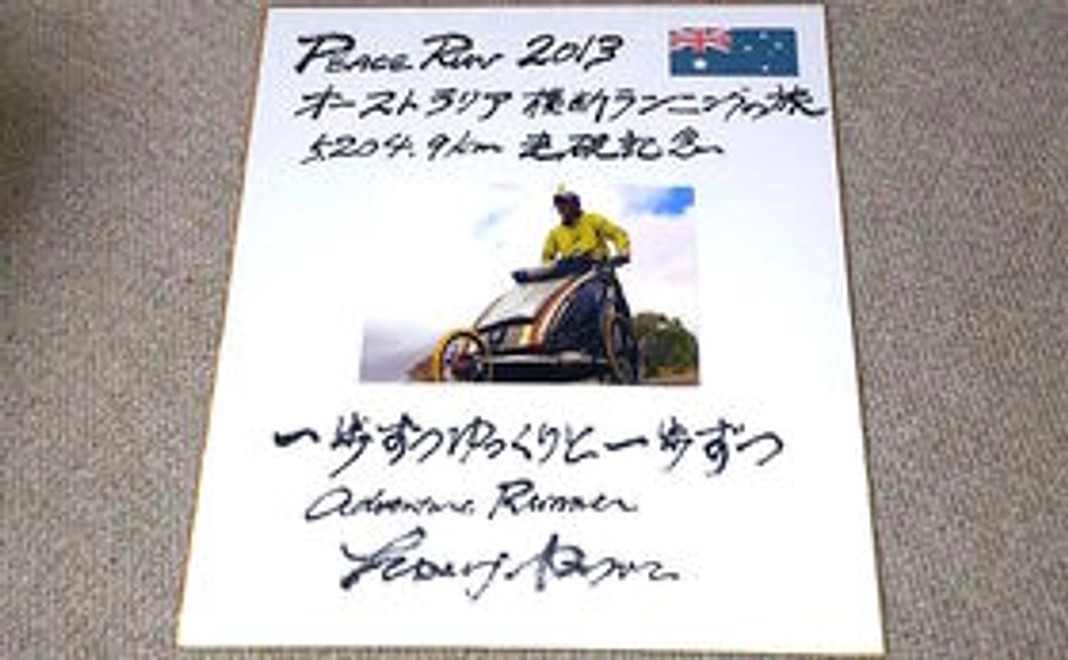 PEACE RUN 2013
オーストラリア横断ランニングの旅
5204.9km 走破記念
一歩ずつゆっくりと一歩ずつ
Adventure Runner